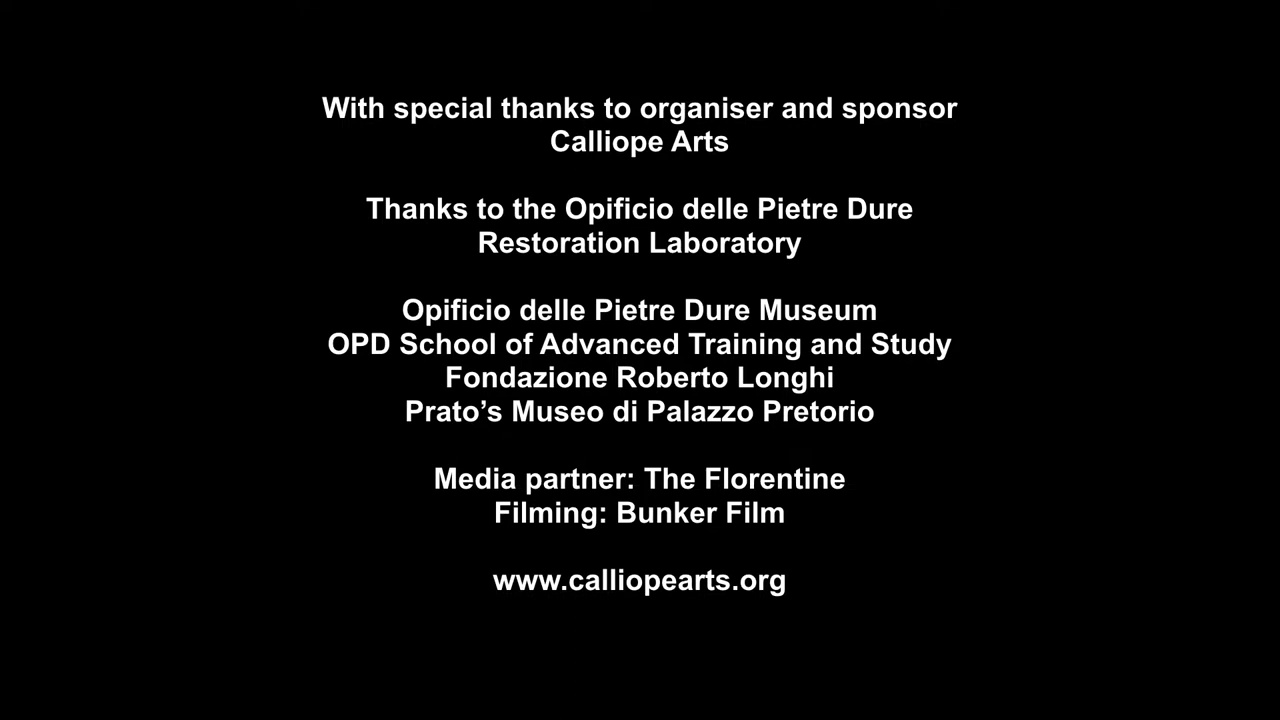 With special thanks to organiser and sponsor
Calliope Arts
Thanks to the Opificio delle Pietre Dure
Restoration Laboratory
Opificio delle Pietre Dure Museum
OPD School of Advanced Training and Study
Fondazione Roberto Longhi
Prato’s Museo di Palazzo Pretorio
Media partner: The Florentine
Filming: Bunker Film
www.calliopearts.org